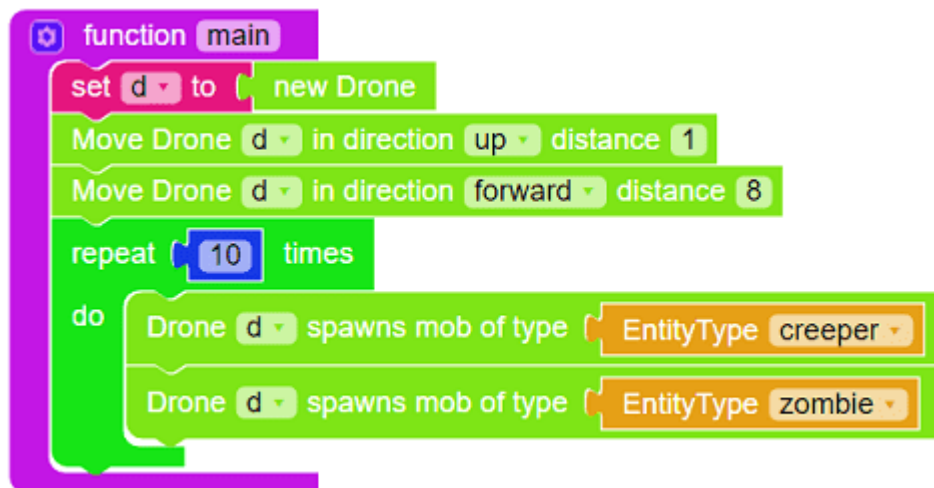 function main
set d to new Drone
Move Drone d in direction up distance 1
Move Drone d in direction forward distance 8
repeat 10 times
do
Drone d spawns mob of type EntityType creeper
Drone d spawns mob of type EntityType zombie